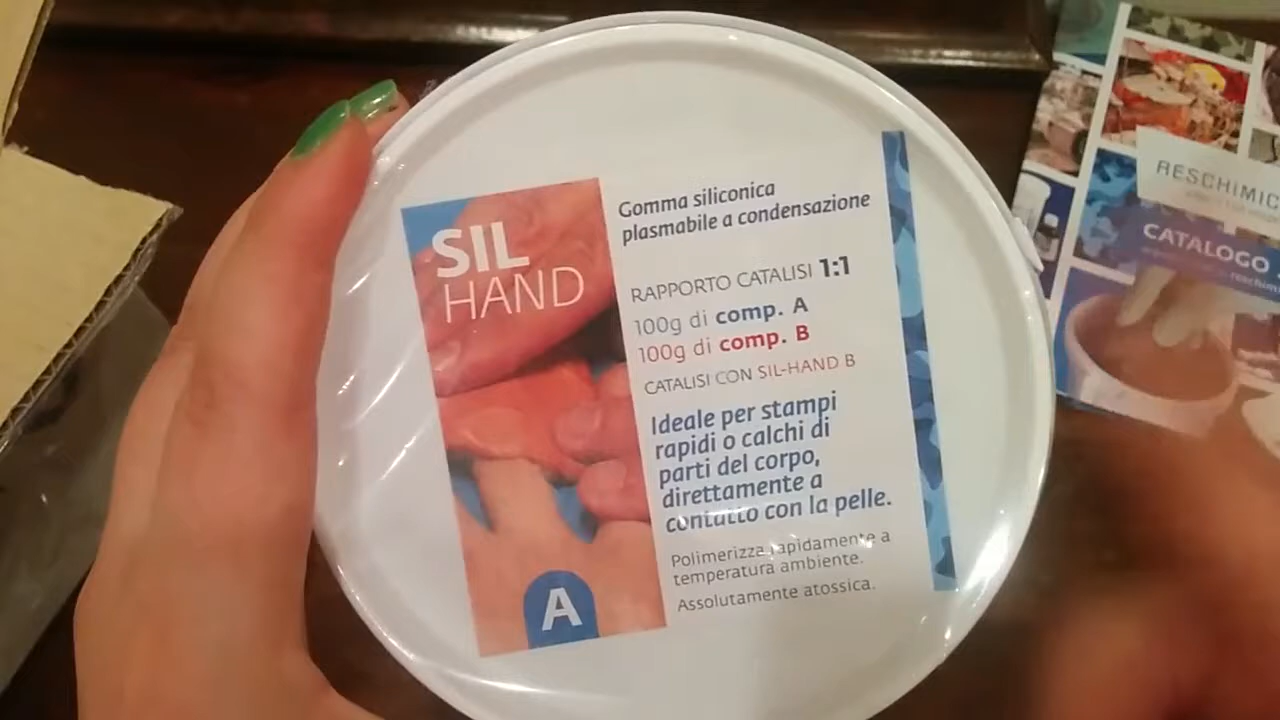 SIL
HAND
A
Gomma siliconica
plasmabile a condensazione
RAPPORTO CATALISI 1:1
100g di comp. A
100g di comp. B
CATALISI CON SIL-HAND B
Ideale per stampi
rapidi o calchi di
parti del corpo,
direttamente a
contatto con la pelle.
Polimerizza rapidamente a
temperatura ambiente.
Assolutamente atossica.
RESCHIMIC
CATALOGO